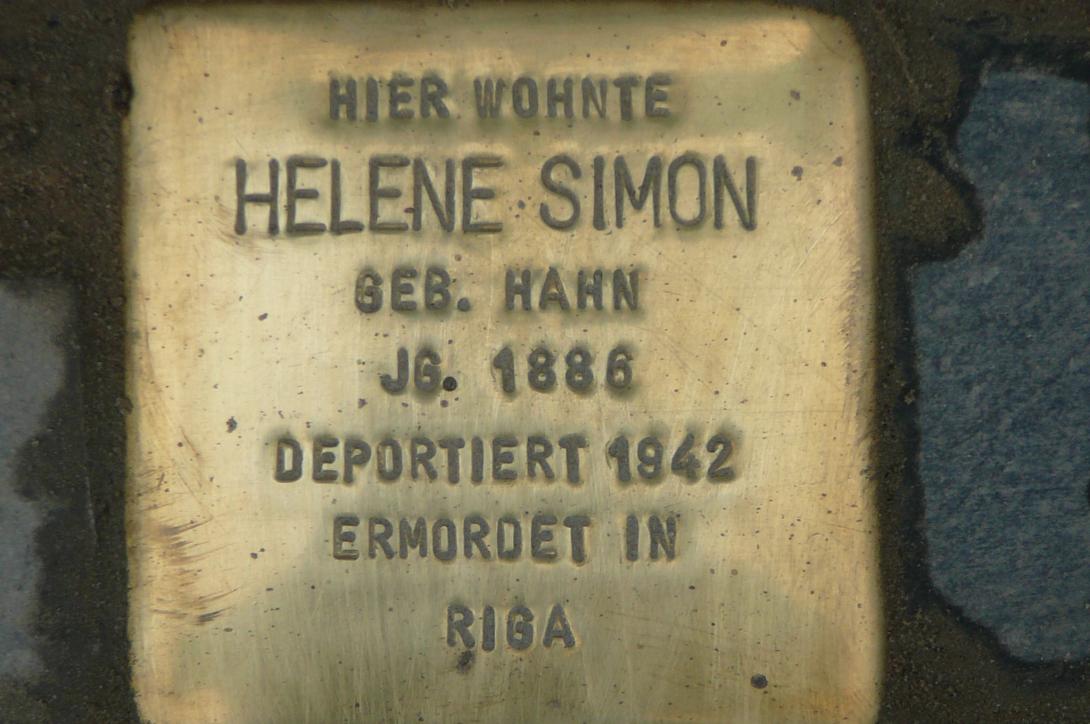 HIER WOHNTE
HELENE SIMON
GEB. HAHN
JG. 1886
DEPORTIERT 1942
ERMORDET IN
RIGA